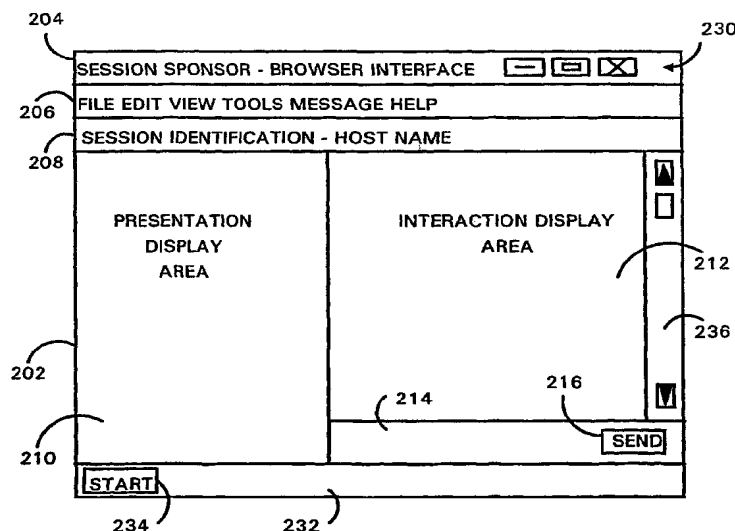 204
230
SESSION SPONSOR - BROWSER INTERFACE
206
FILE EDIT VIEW TOOLS MESSAGE HELP
208
SESSION IDENTIFICATION - HOST NAME
PRESENTATION
DISPLAY
AREA
INTERACTION DISPLAY
AREA
212
236
202
214
216
210
SEND
START
234
232